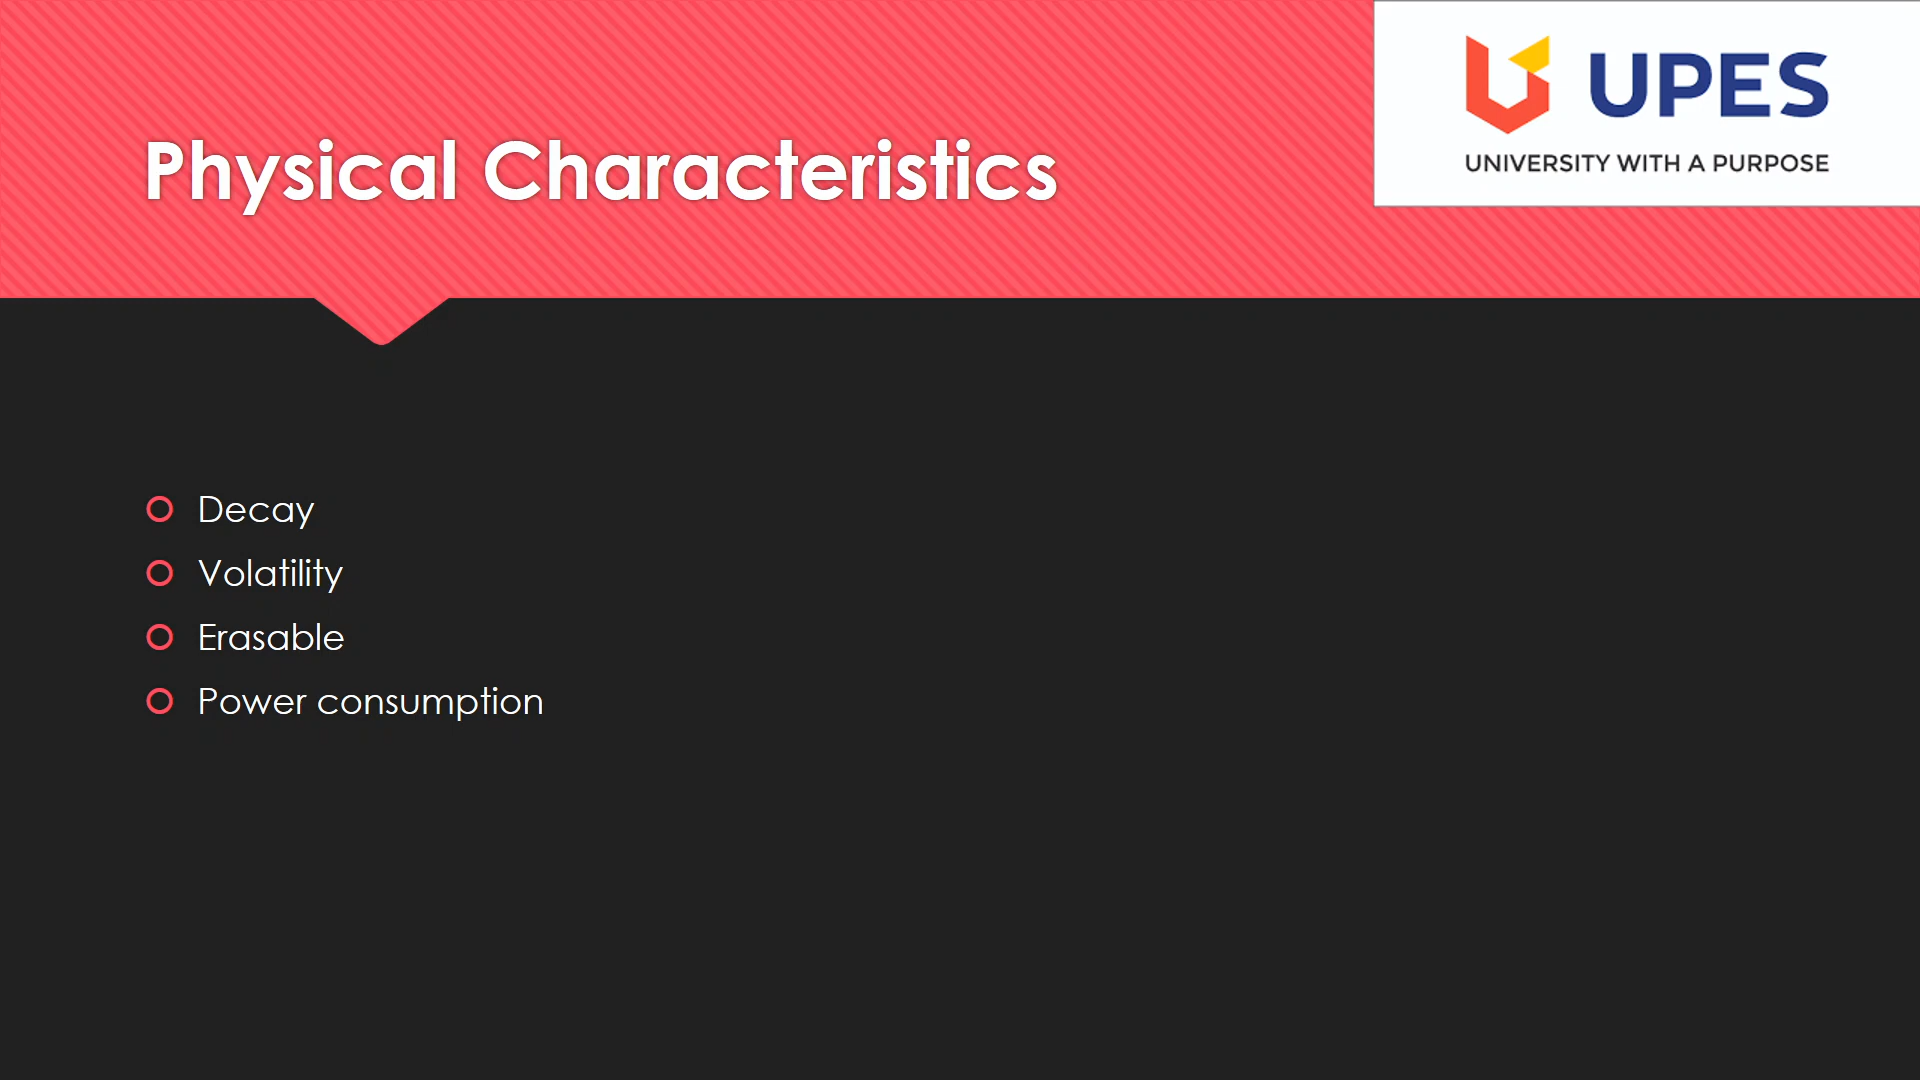 UPES
UNIVERSITY WITH A PURPOSE
Physical Characteristics
Decay
Volatility
Erasable
Power consumption